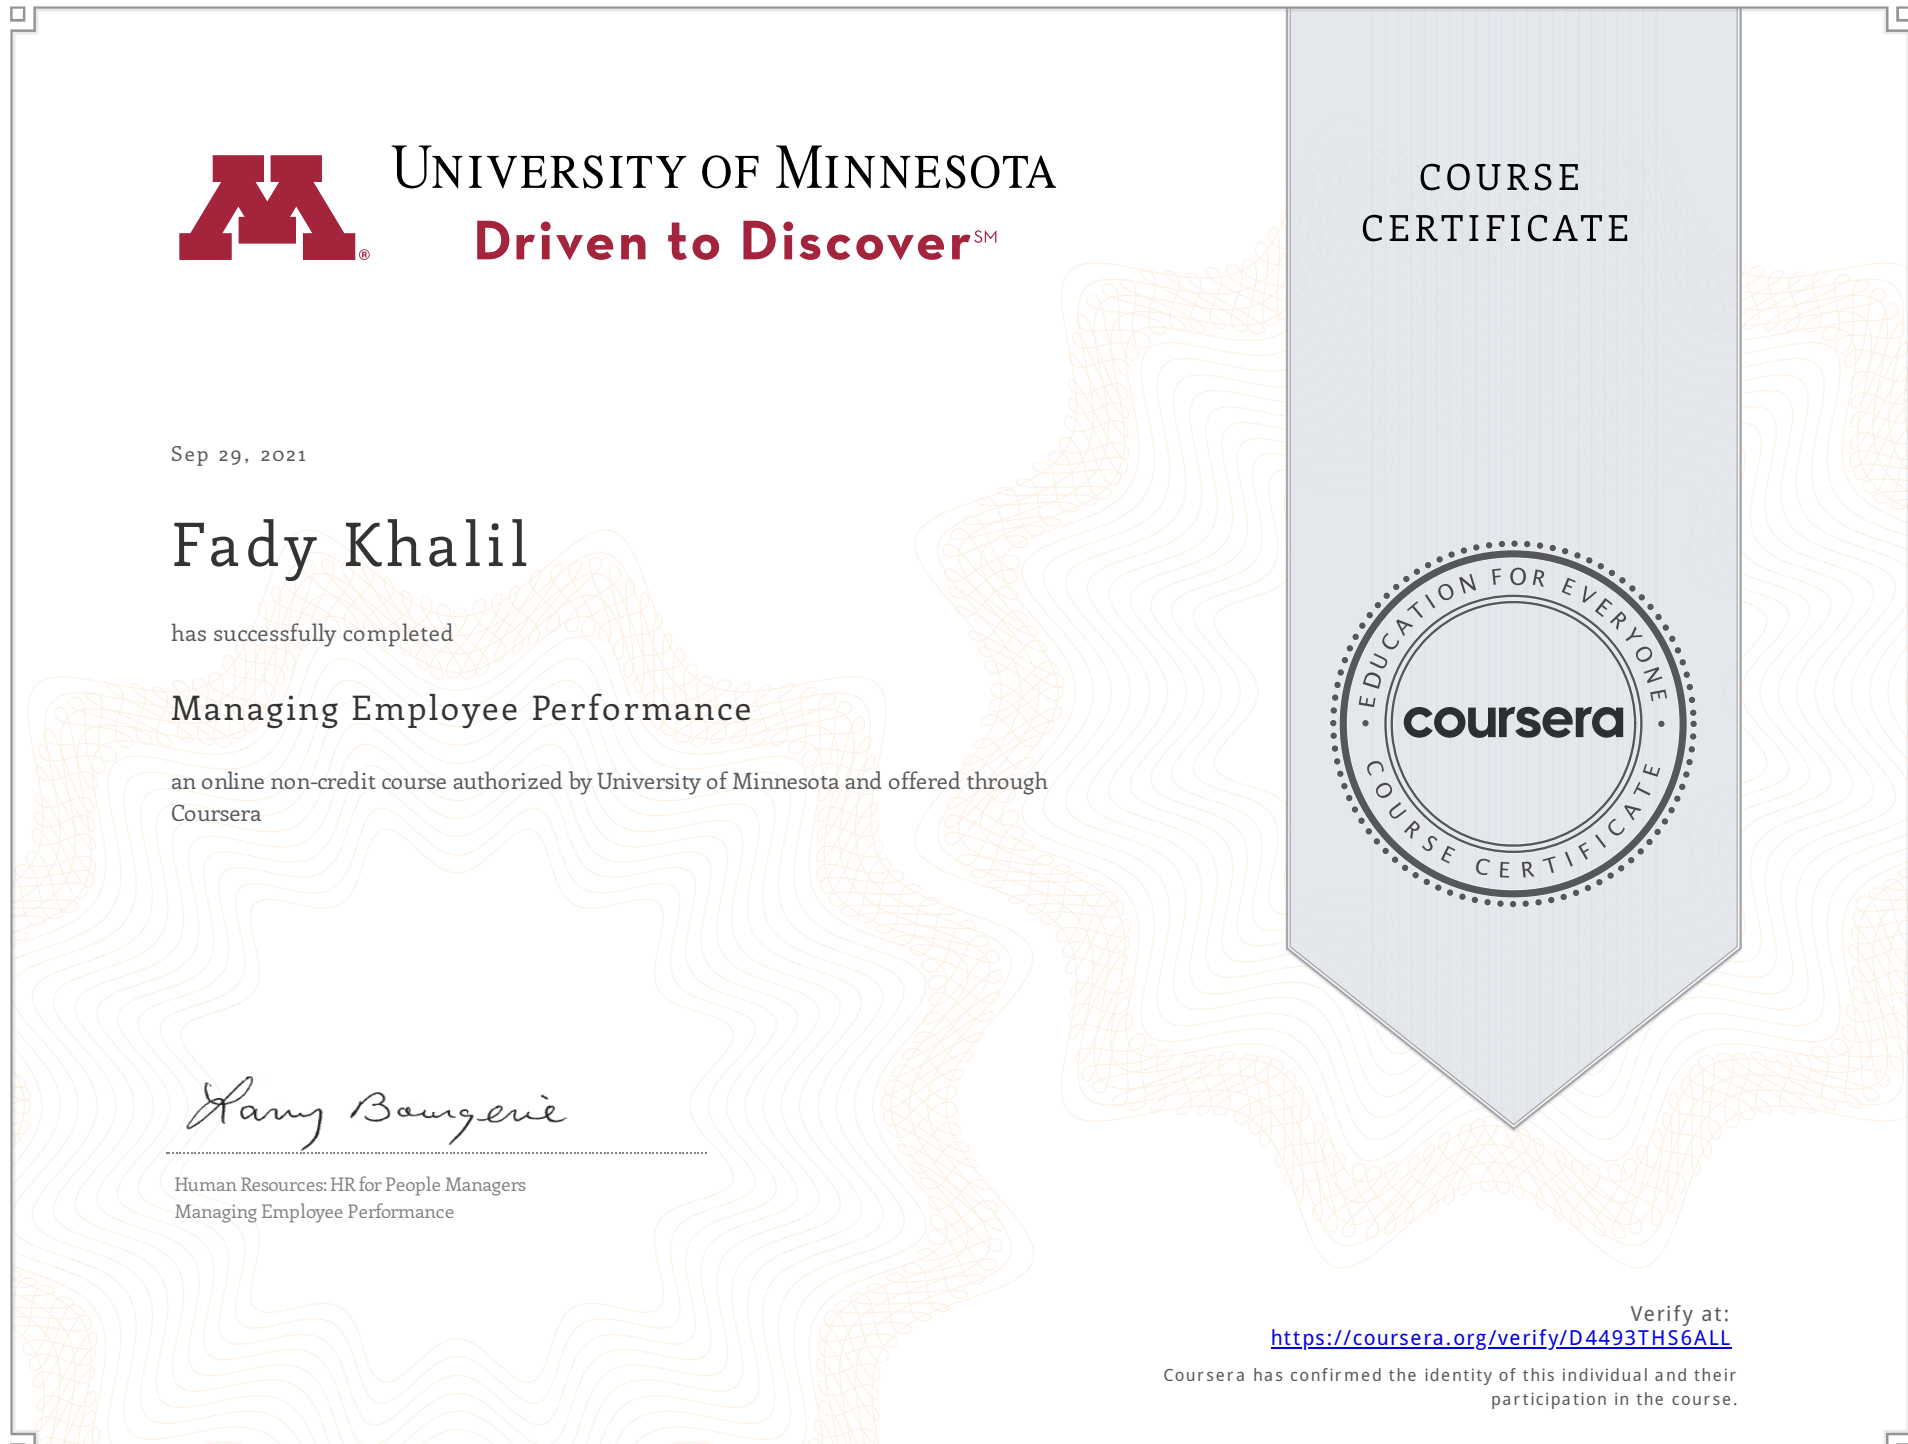 UNIVERSITY OF MINNESOTA
Driven to Discover℠
®
COURSE
CERTIFICATE
Sep 29, 2021
Fady Khalil
has successfully completed
Managing Employee Performance
an online non-credit course authorized by University of Minnesota and offered through
Coursera
EDUCATION FOR EVERYONE
coursera
COURSE CERTIFICATE
Larry Bourgerie
Human Resources: HR for People Managers
Managing Employee Performance
Verify at:
https://coursera.org/verify/D4493THS6ALL
Coursera has confirmed the identity of this individual and their
participation in the course.